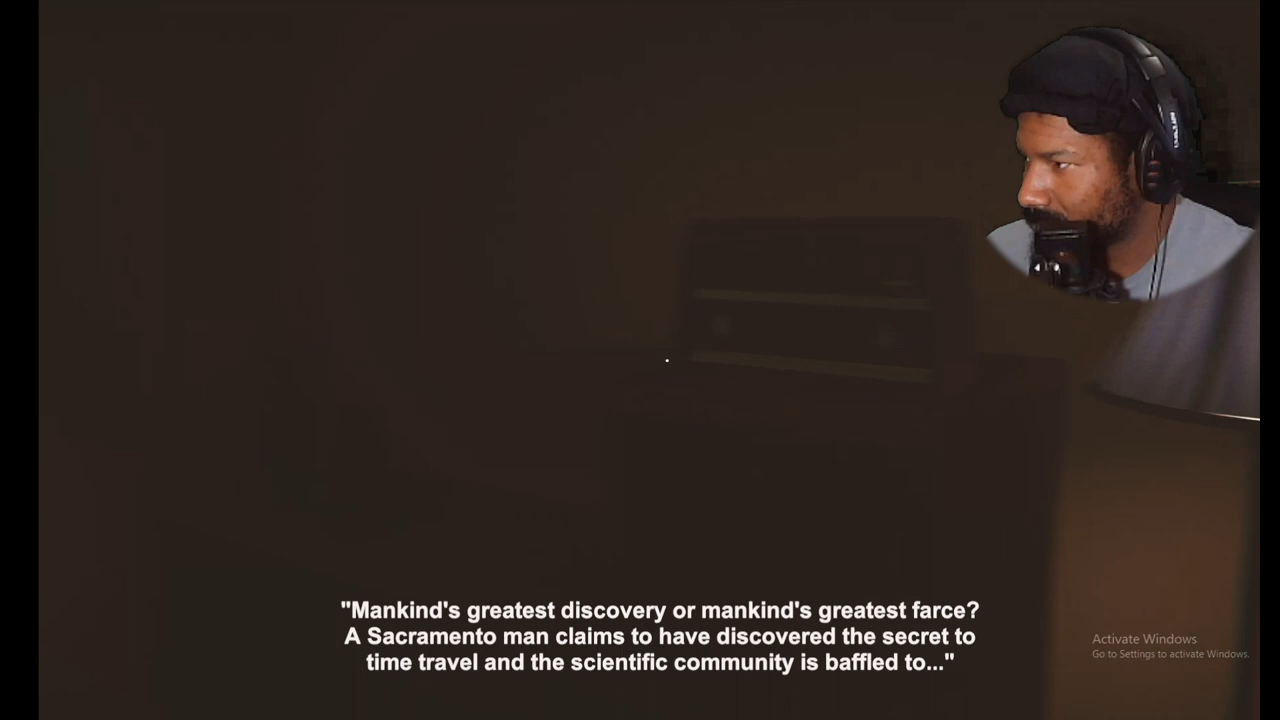 "Mankind's greatest discovery or mankind's greatest farce?
A Sacramento man claims to have discovered the secret to
time travel and the scientific community is baffled to..."
Activate Windows
Go to Settings to activate Windows.